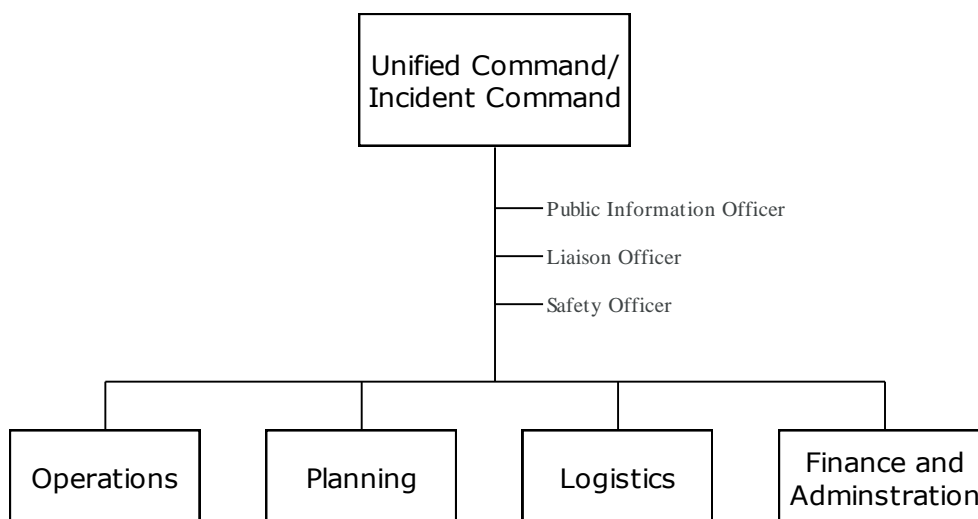 Unified Command/
Incident Command
Public Information Officer
Liaison Officer
Safety Officer
Operations
Planning
Logistics
Finance and
Adminstration